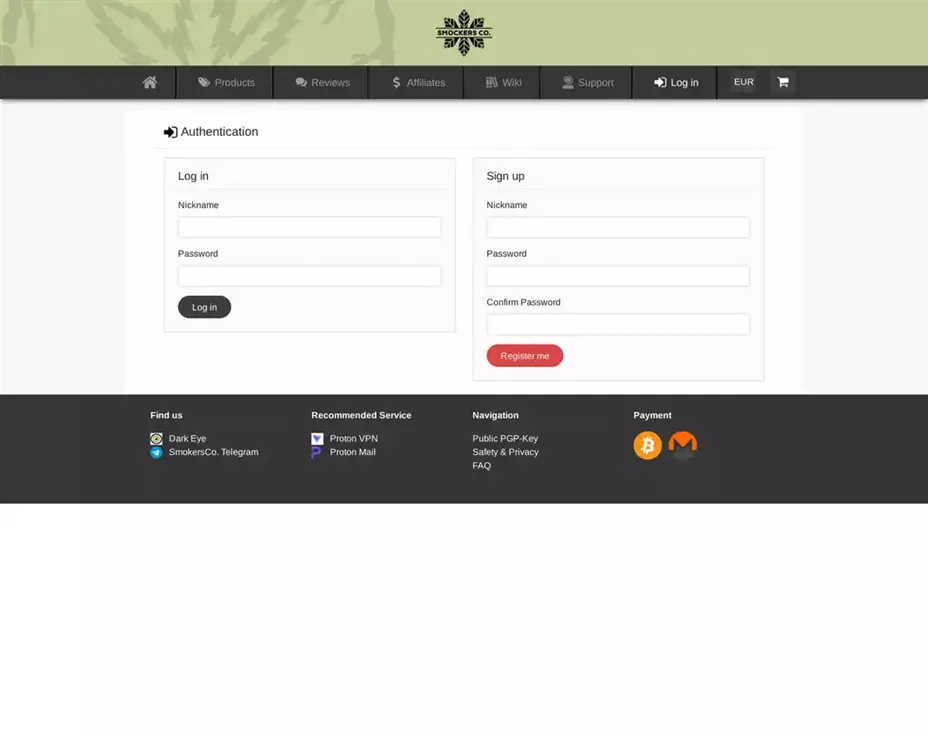 SMOCKERS CO.
Products
Reviews
Affiliates
Wiki
Support
Log in
EUR
Authentication
Log in
Nickname
Password
Log in
Sign up
Nickname
Password
Confirm Password
Register me
Find us
Dark Eye
SmokersCo. Telegram
Recommended Service
Proton VPN
Proton Mail
Navigation
Public PGP-Key
Safety & Privacy
FAQ
Payment